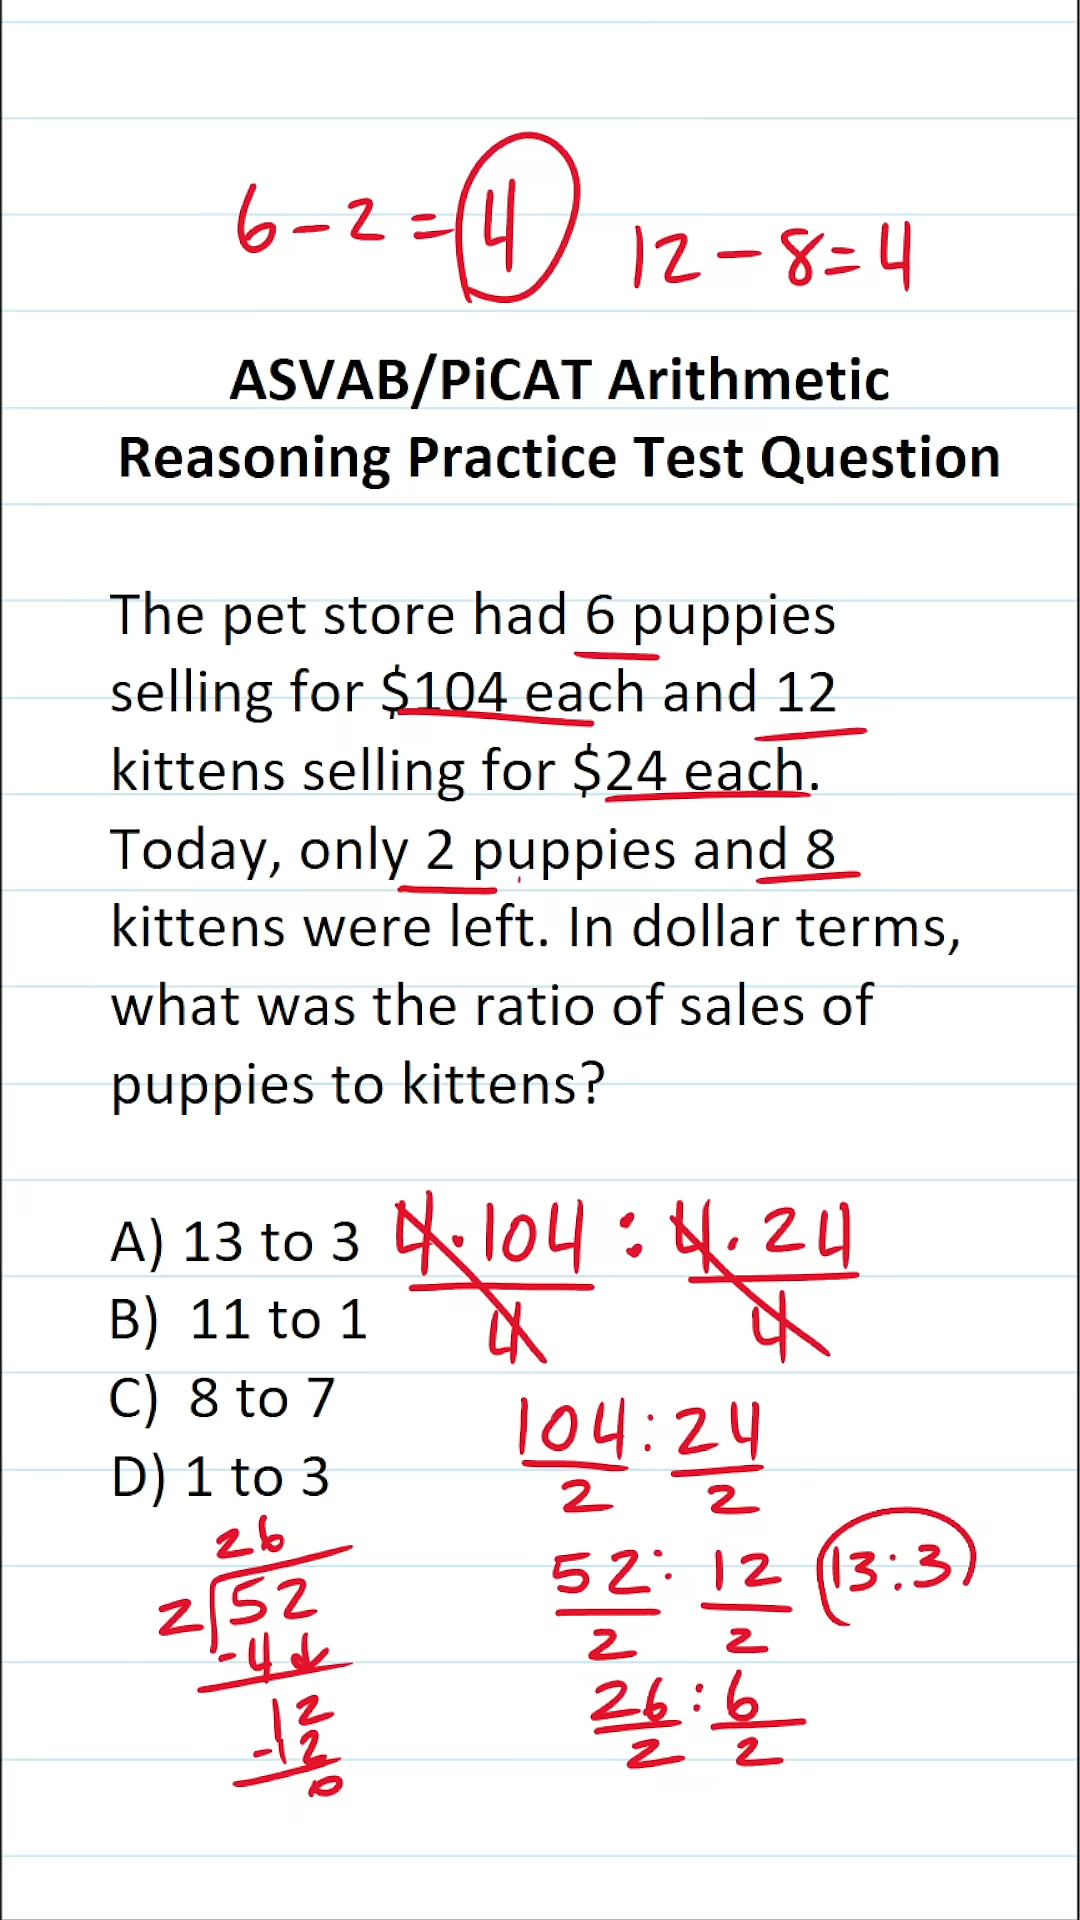 6 - 2 = 4
12 - 8 = 4
ASVAB/PiCAT Arithmetic
Reasoning Practice Test Question
The pet store had 6 puppies
selling for $104 each and 12
kittens selling for $24 each.
Today, only 2 puppies and 8
kittens were left. In dollar terms,
what was the ratio of sales of
puppies to kittens?
A) 13 to 3
4·104 : 4·24
4 4
B) 11 to 1
C) 8 to 7
104 : 24
2 2
D) 1 to 3
26
2 52
-4
12
-12
0
52 : 12
2 2
13:3
26 : 6
2 2